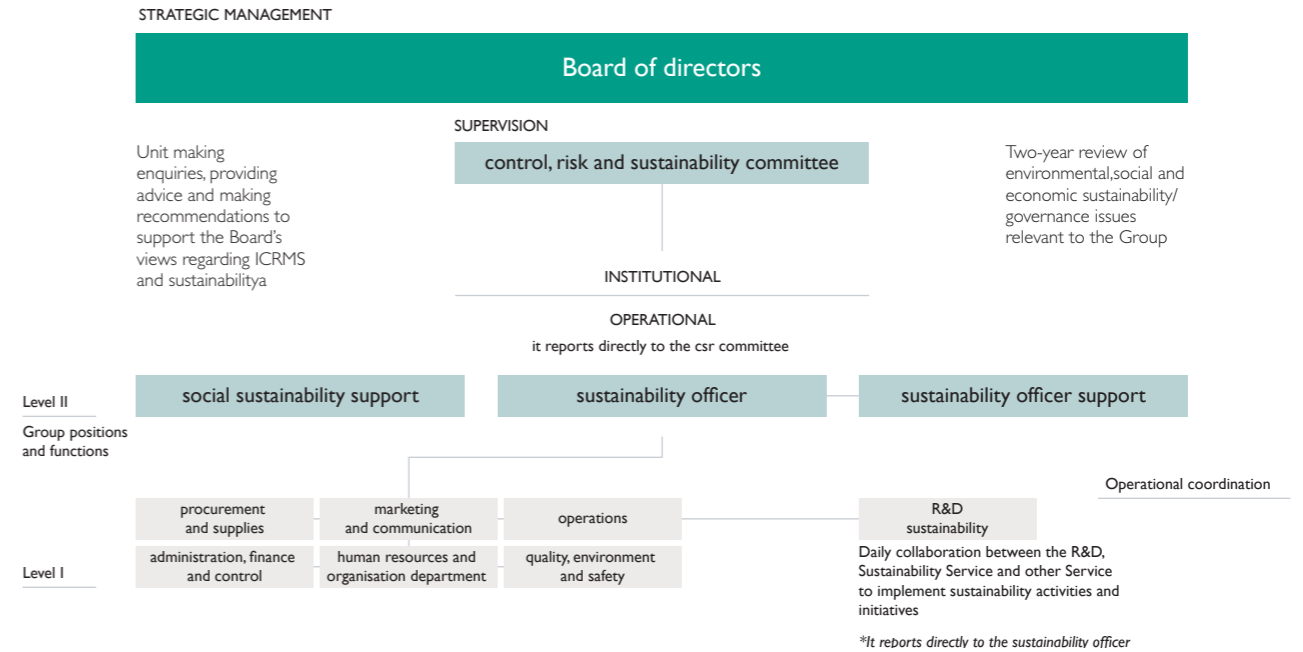 STRATEGIC MANAGEMENT
Board of directors
SUPERVISION
control, risk and sustainability committee
Unit making
enquiries, providing
advice and making
recommendations to
support the Board's
views regarding ICRMS
and sustainabilitya
Two-year review of
environmental,social and
economic sustainability/
governance issues
relevant to the Group
INSTITUTIONAL
OPERATIONAL
it reports directly to the csr committee
Level II
Group positions
and functions
social sustainability support
sustainability officer
sustainability officer support
Operational coordination
procurement
and supplies
marketing
and communication
operations
R&D
sustainability
Level I
administration, finance
and control
human resources and
organisation department
quality, environment
and safety
Daily collaboration between the R&D,
Sustainability Service and other Service
to implement sustainability activities and
initiatives
*It reports directly to the sustainability officer